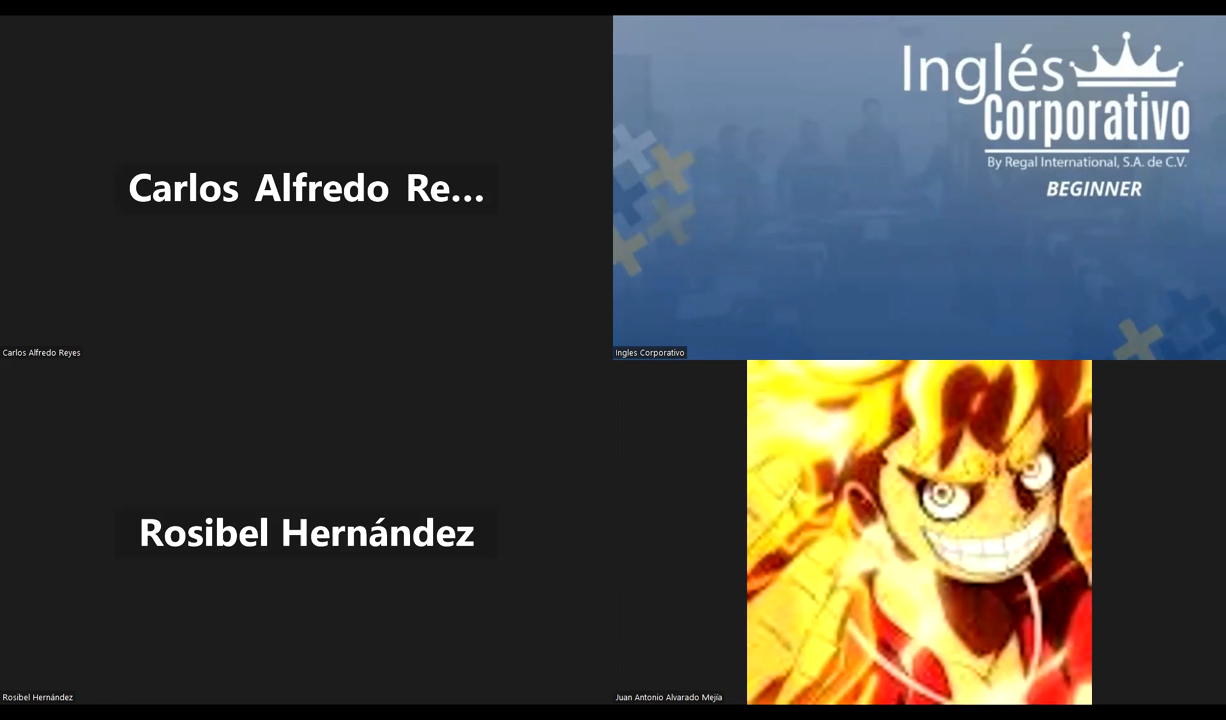 Carlos Alfredo Re...
Carlos Alfredo Reyes
Inglés
Corporativo
By Regal International, S.A. de C.V.
BEGINNER
Ingles Corporativo
Rosibel Hernández
Rosibel Hernández
Juan Antonio Alvarado Mejía